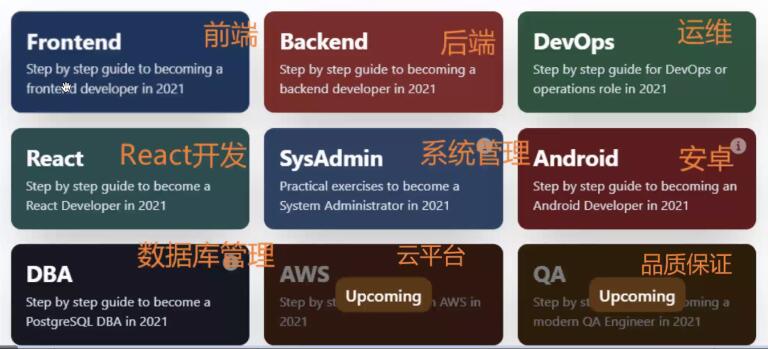 Frontend 前端
Step by step guide to becoming a
frontend developer in 2021
Backend 后端
Step by step guide to becoming a
backend developer in 2021
DevOps 运维
Step by step guide for DevOps or
operations role in 2021
React React开发
Step by step guide to become a
React Developer in 2021
SysAdmin 系统管理
Practical exercises to become a
System Administrator in 2021
Android 安卓
Step by step guide to becoming an
Android Developer in 2021
数据库管理
DBA
Step by step guide to become a
PostgreSQL DBA in 2021
云平台
AWS
Upcoming
Step by st n AWS in
2021
品质保证
QA
Upcoming
Step by st oming a
modern QA Engineer in 2021